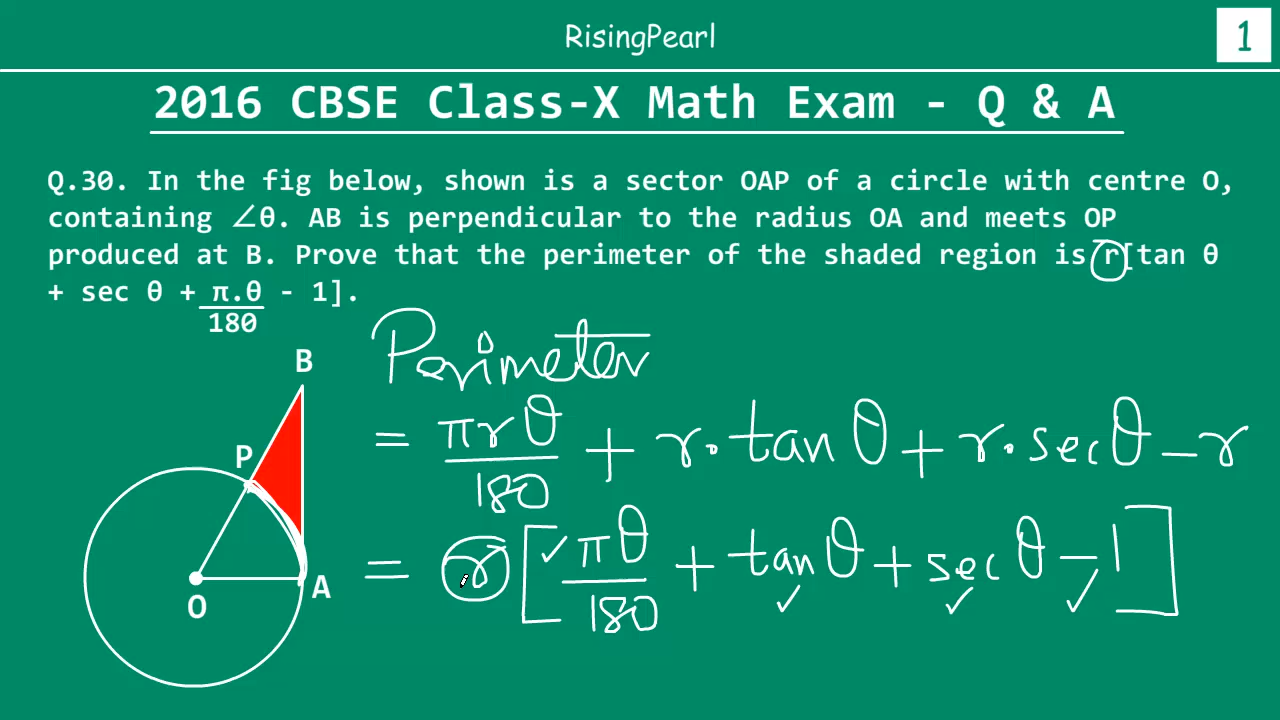 RisingPearl
1
2016 CBSE Class-X Math Exam - Q & A
Q.30. In the fig below, shown is a sector OAP of a circle with centre O,
containing ∠θ. AB is perpendicular to the radius OA and meets OP
produced at B. Prove that the perimeter of the shaded region is r[tan θ
+ sec θ + π.θ/180 - 1].
B
P
O
A
Perimeter
= πrθ/180 + r.tanθ + r.secθ - r
= r[πθ/180 + tanθ + secθ - 1]